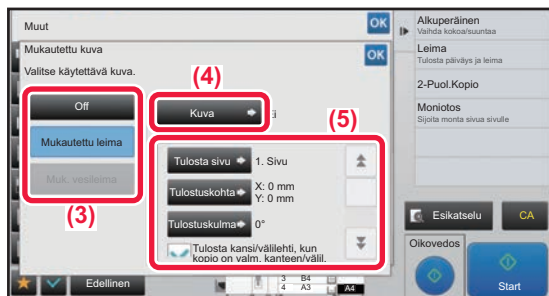 Muut
OK
Mukautettu kuva
OK
Valitse käytettävä kuva.
(4)
Off
Kuva
(5)
Mukautettu leima
Muk. vesileima
(3)
Tulosta sivu
1. Sivu
Tulostuskohta
X: 0 mm
Y: 0 mm
Tulostuskulma
0°
Tulosta kansi/välilehti, kun
kopio on valm. kanteen/välil.
Edellinen
3 B4
4 A3
A4
Alkuperäinen
Vaihda kokoa/suuntaa
Leima
Tulosta päiväys ja leima
2-Puol.Kopio
Moniotos
Sijoita monta sivua sivulle
Esikatselu
CA
Oikovedos
Start